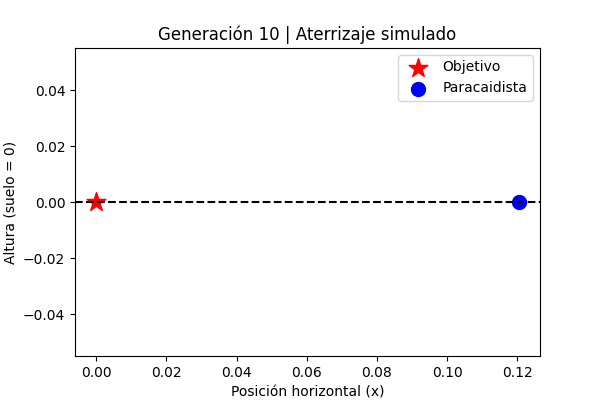 Generación 10 | Aterrizaje simulado
Objetivo
Paracaidista
Altura (suelo = 0)
0.04
0.02
0.00
−0.02
−0.04
0.00 0.02 0.04 0.06 0.08 0.10 0.12
Posición horizontal (x)